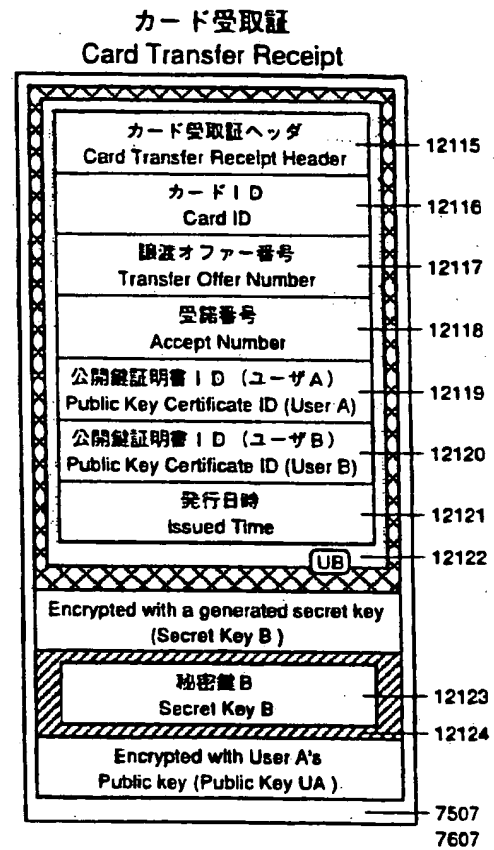 カード受取証
Card Transfer Receipt
カード受取証ヘッダ
Card Transfer Receipt Header
12115
カードID
Card ID
12116
譲渡オファー番号
Transfer Offer Number
12117
受諾番号
Accept Number
12118
公開鍵証明書ID (ユーザA)
Public Key Certificate ID (User A)
12119
公開鍵証明書ID (ユーザB)
Public Key Certificate ID (User B)
12120
発行日時
Issued Time
12121
UB
12122
Encrypted with a generated secret key
(Secret Key B )
秘密鍵B
Secret Key B
12123
12124
Encrypted with User A's
Public key (Public Key UA )
7507
7607